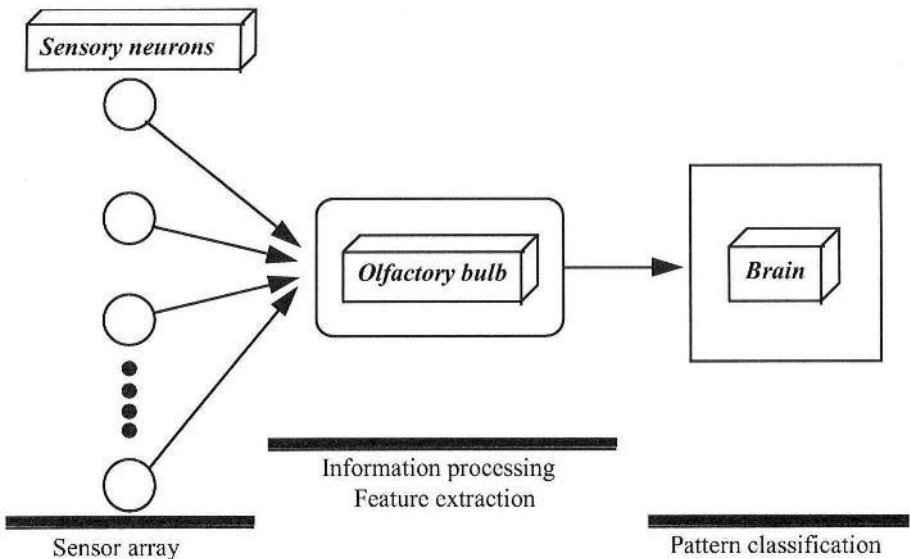 Sensory neurons
Olfactory bulb
Brain
Information processing
Feature extraction
Sensor array
Pattern classification